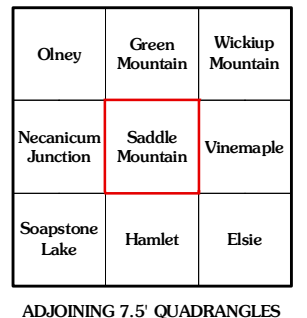 Olney
Green
Mountain
Wickiup
Mountain
Necanicum
Junction
Saddle
Mountain
Vinemaple
Soapstone
Lake
Hamlet
Elsie
ADJOINING 7.5' QUADRANGLES